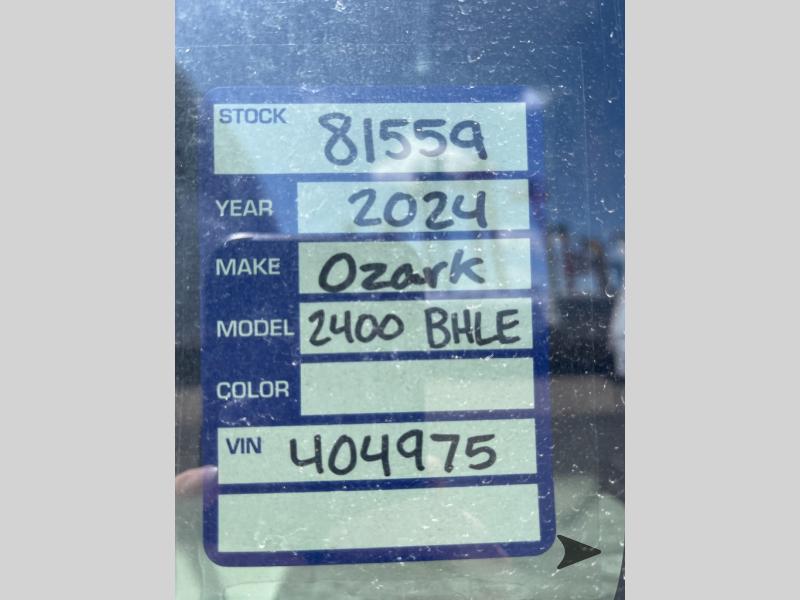 STOCK 81559
YEAR 2024
MAKE Ozark
MODEL 2400 BHLE
COLOR
VIN 404975